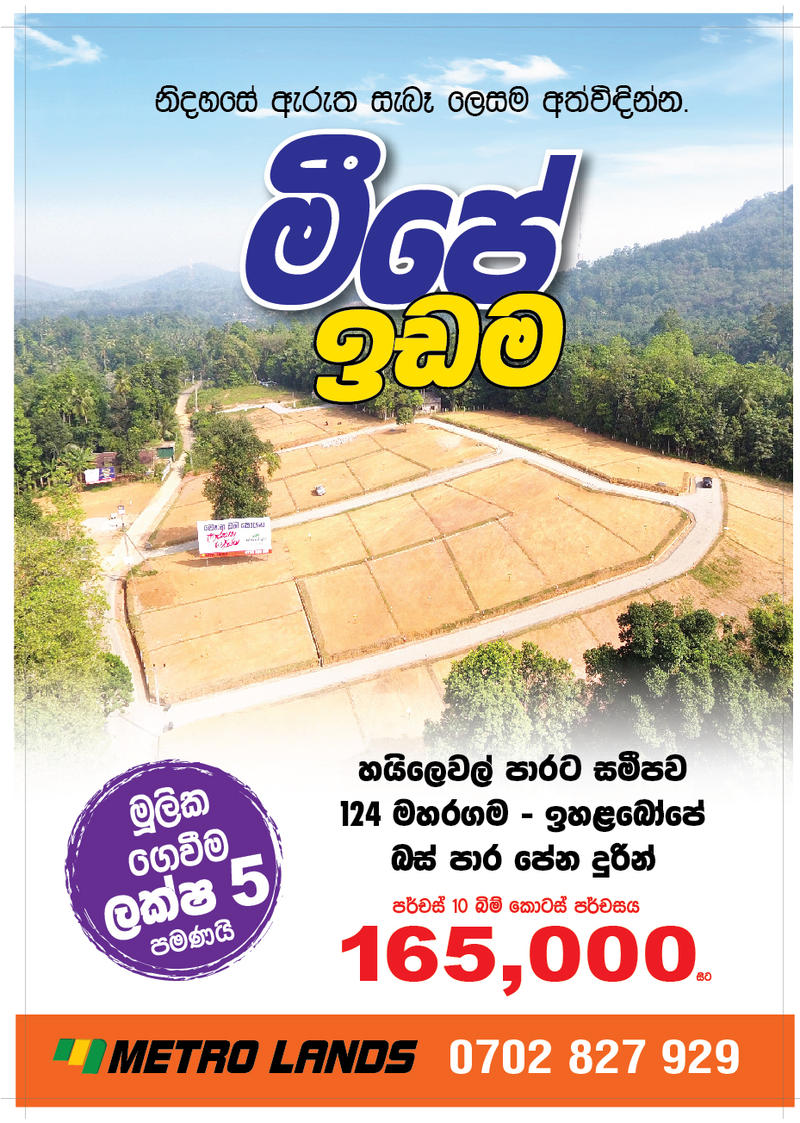 නිදහසේ ඇරුත සැබෑ ලෙසම අත්විඳින්න.
මීපේ
ඉඩම
හයිලෙවල් පාරට සමීපව
124 මහරගම - ඉහළබෝපේ
බස් පාර පේන දුරින්
මූලික
ගෙවීම
ලක්ෂ 5
පමණයි
පර්චස් 10 බිම් කොටස් පර්චසය
165,000 සිට
METRO LANDS 0702 827 929